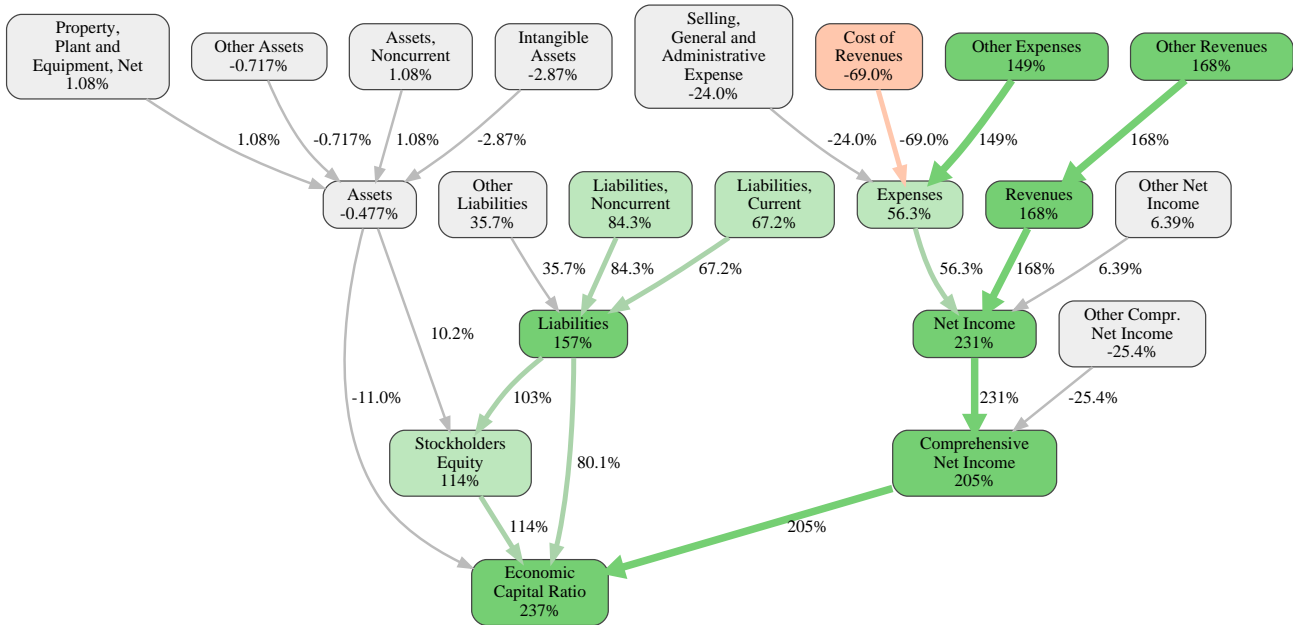 Property,
Plant and
Equipment, Net
1.08%
Other Assets
-0.717%
Assets,
Noncurrent
1.08%
Intangible
Assets
-2.87%
Selling,
General and
Administrative
Expense
-24.0%
Cost of
Revenues
-69.0%
Other Expenses
149%
Other Revenues
168%
1.08%
-0.717%
1.08%
-2.87%
-24.0%
-69.0%
149%
168%
Assets
-0.477%
Other
Liabilities
35.7%
Liabilities,
Noncurrent
84.3%
Liabilities,
Current
67.2%
Expenses
56.3%
Revenues
168%
Other Net
Income
6.39%
35.7%
84.3%
67.2%
56.3%
168%
6.39%
10.2%
Liabilities
157%
Net Income
231%
Other Compr.
Net Income
-25.4%
-11.0%
103%
231%
-25.4%
Stockholders
Equity
114%
80.1%
Comprehensive
Net Income
205%
114%
205%
Economic
Capital Ratio
237%